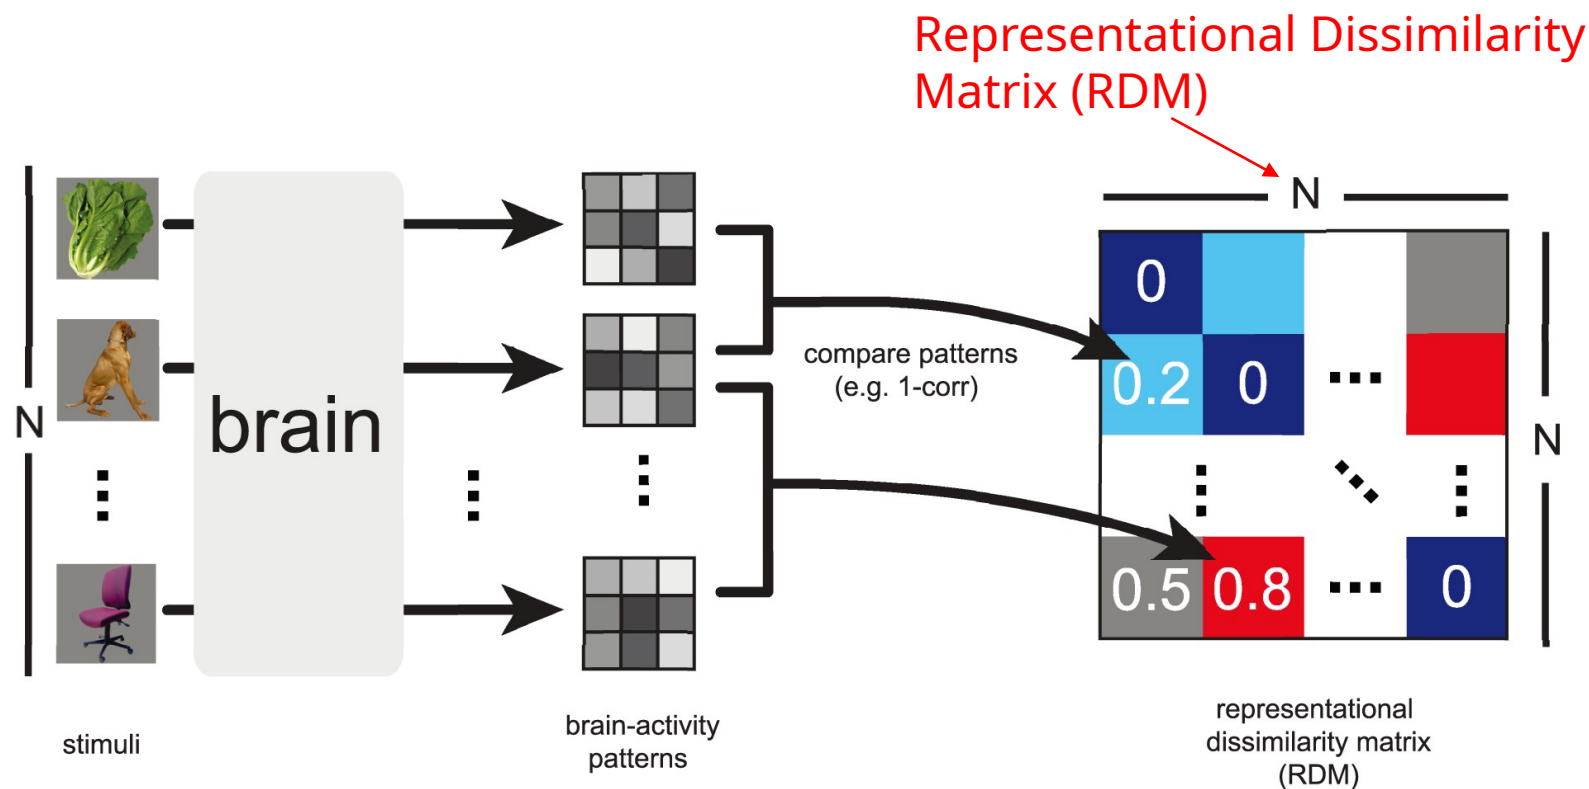 Representational Dissimilarity
Matrix (RDM)
N
N
brain
compare patterns
(e.g. 1-corr)
0
0.2
0
N
0.5
0.8
0
stimuli
brain-activity
patterns
representational
dissimilarity matrix
(RDM)